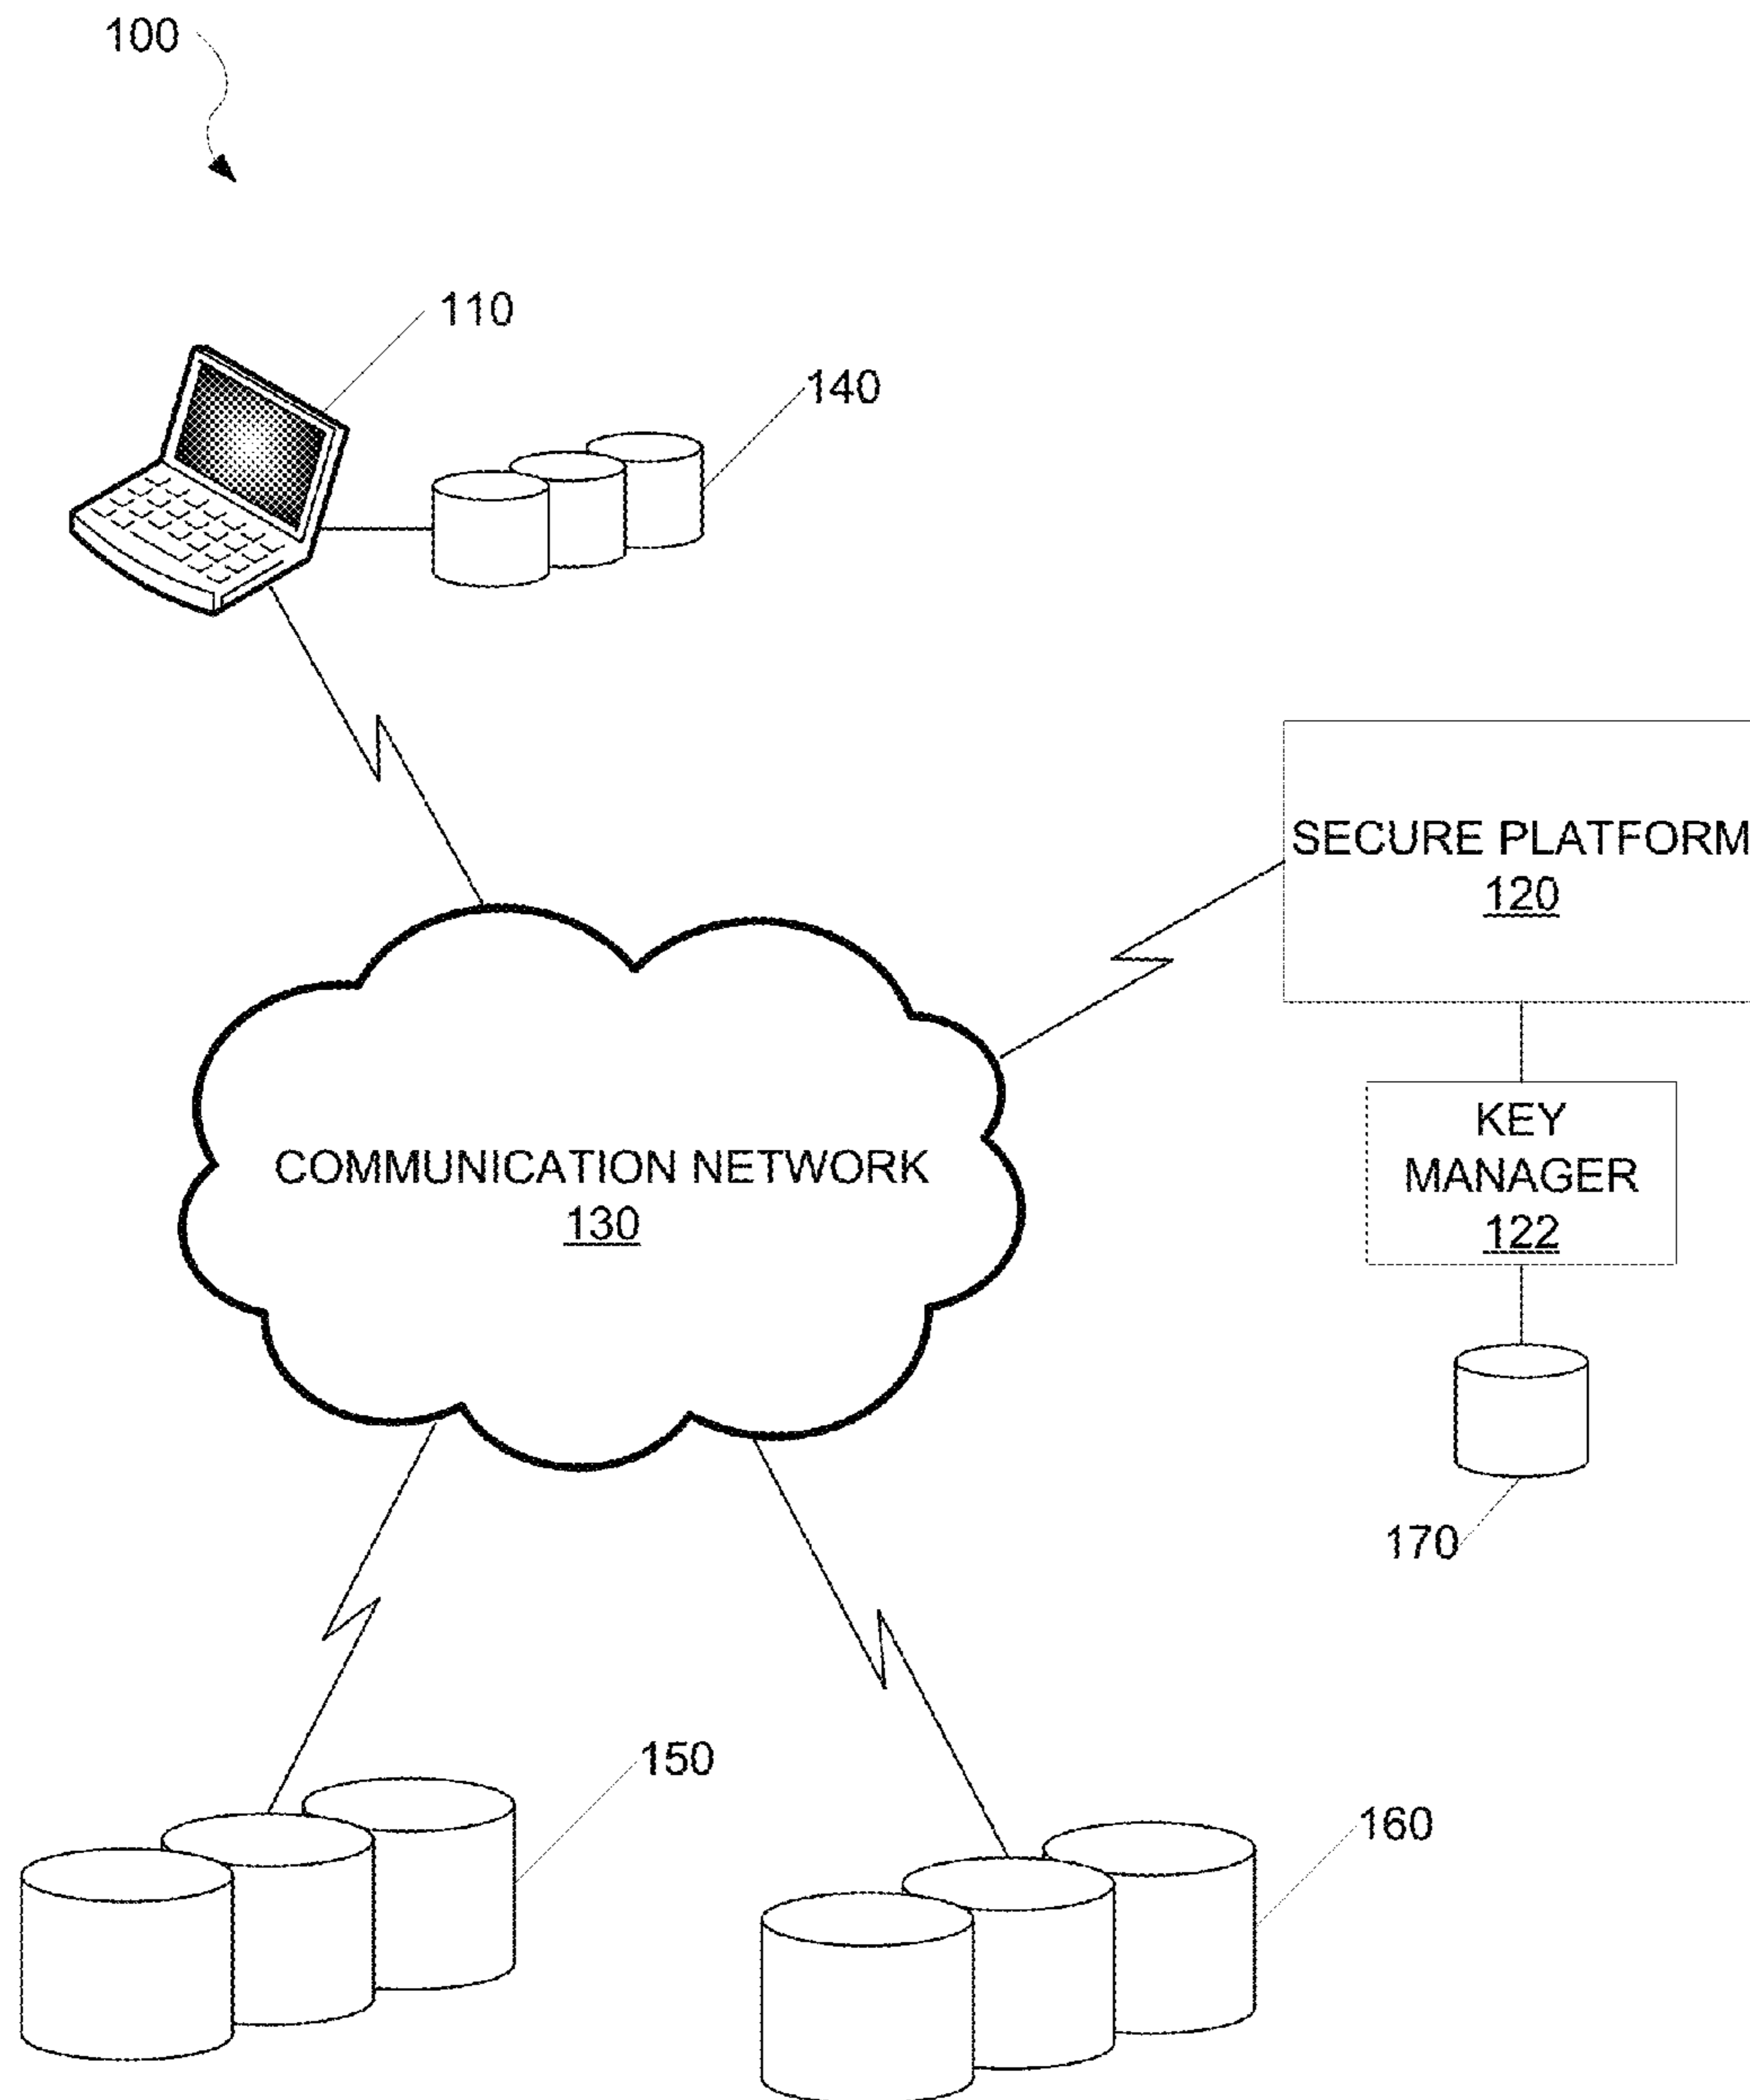 100
110
140
SECURE PLATFORM
120
KEY
MANAGER
122
COMMUNICATION NETWORK
130
170
150
160